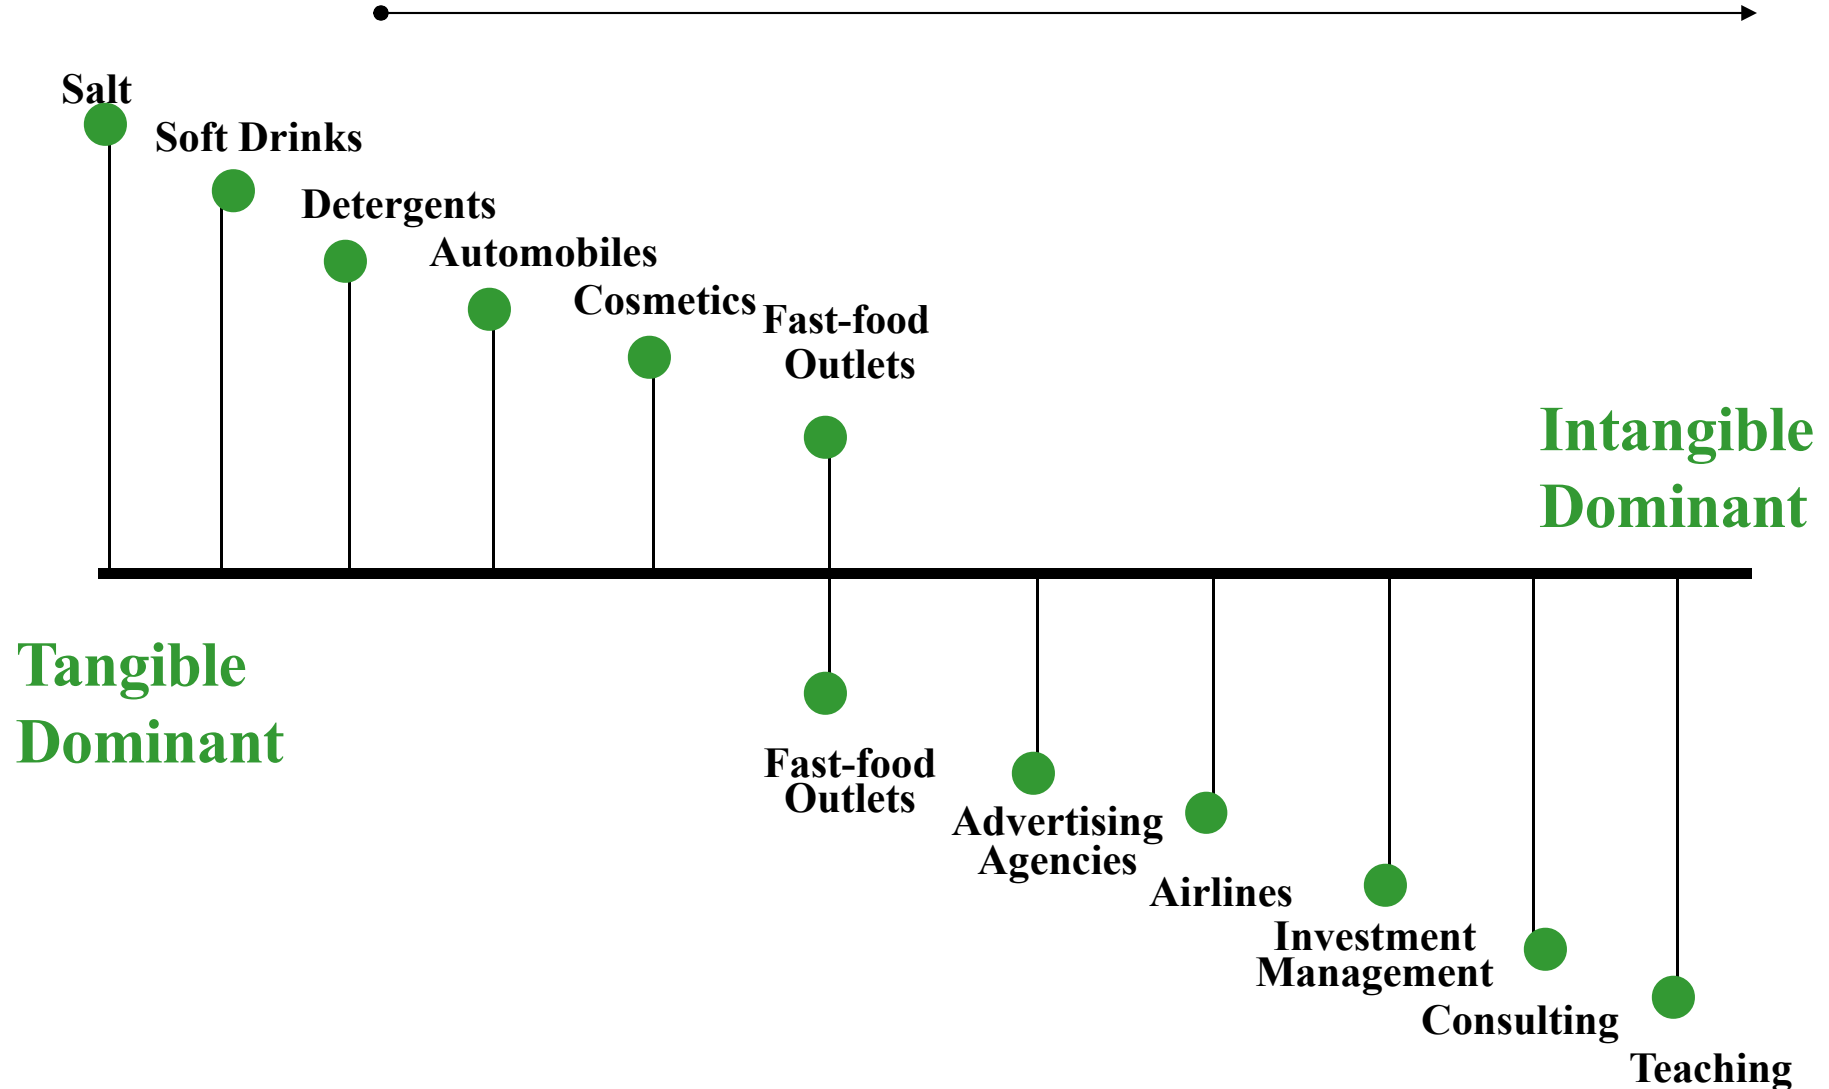 Salt
Soft Drinks
Detergents
Automobiles
Cosmetics
Fast-food
Outlets
Intangible
Dominant
Tangible
Dominant
Fast-food
Outlets
Advertising
Agencies
Airlines
Investment
Management
Consulting
Teaching